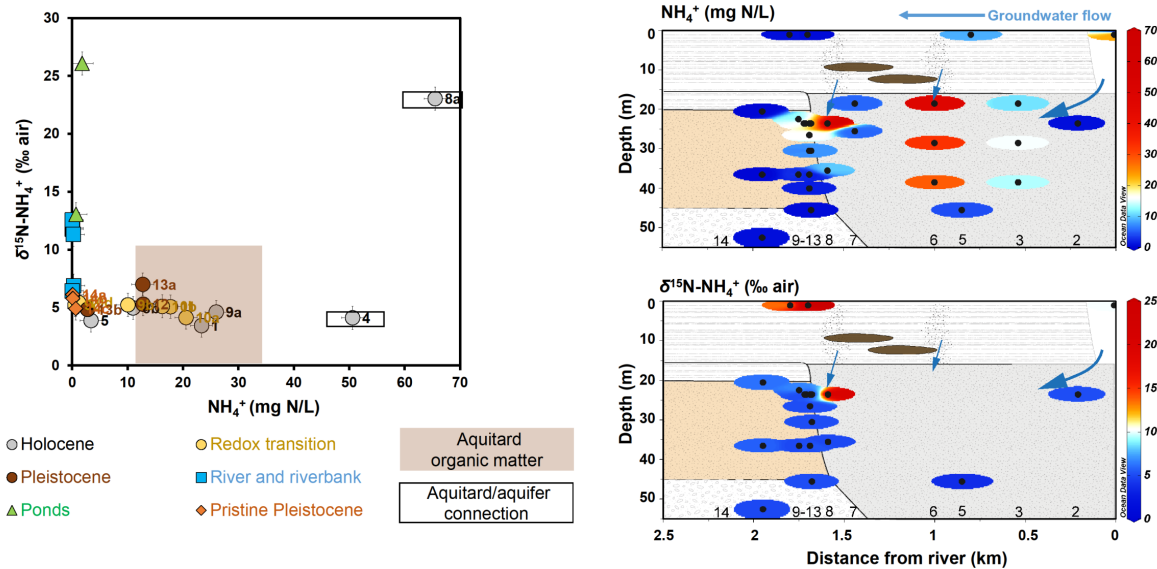 30
25
20
15
10
5
0
δ¹⁵N-NH₄⁺ (‰ air)
8a
14a
13a
13b
12
9a
10a
5
1
4
0
10
20
30
40
50
60
70
NH₄⁺ (mg N/L)
Holocene
Redox transition
Aquitard
organic matter
Pleistocene
River and riverbank
Ponds
Pristine Pleistocene
Aquitard/aquifer
connection
NH₄⁺ (mg N/L)
Groundwater flow
0
10
20
30
40
50
Depth (m)
14 9-13 8 7 6 5 3 2
70
60
50
40
30
20
10
0
Ocean Data View
δ¹⁵N-NH₄⁺ (‰ air)
0
10
20
30
40
50
Depth (m)
14 9-13 8 7 6 5 3 2
25
20
15
10
5
0
Ocean Data View
2.5 2 1.5 1 0.5 0
Distance from river (km)